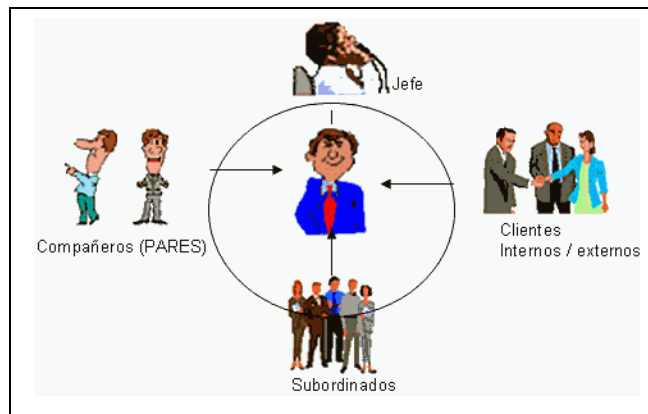 Jefe
Compañeros (PARES)
Clientes
Internos / externos
Subordinados